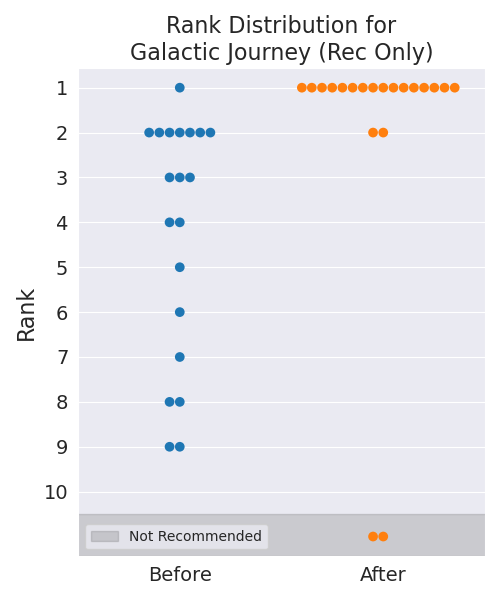 Rank Distribution for
Galactic Journey (Rec Only)
Rank
1
2
3
4
5
6
7
8
9
10
Not Recommended
Before After